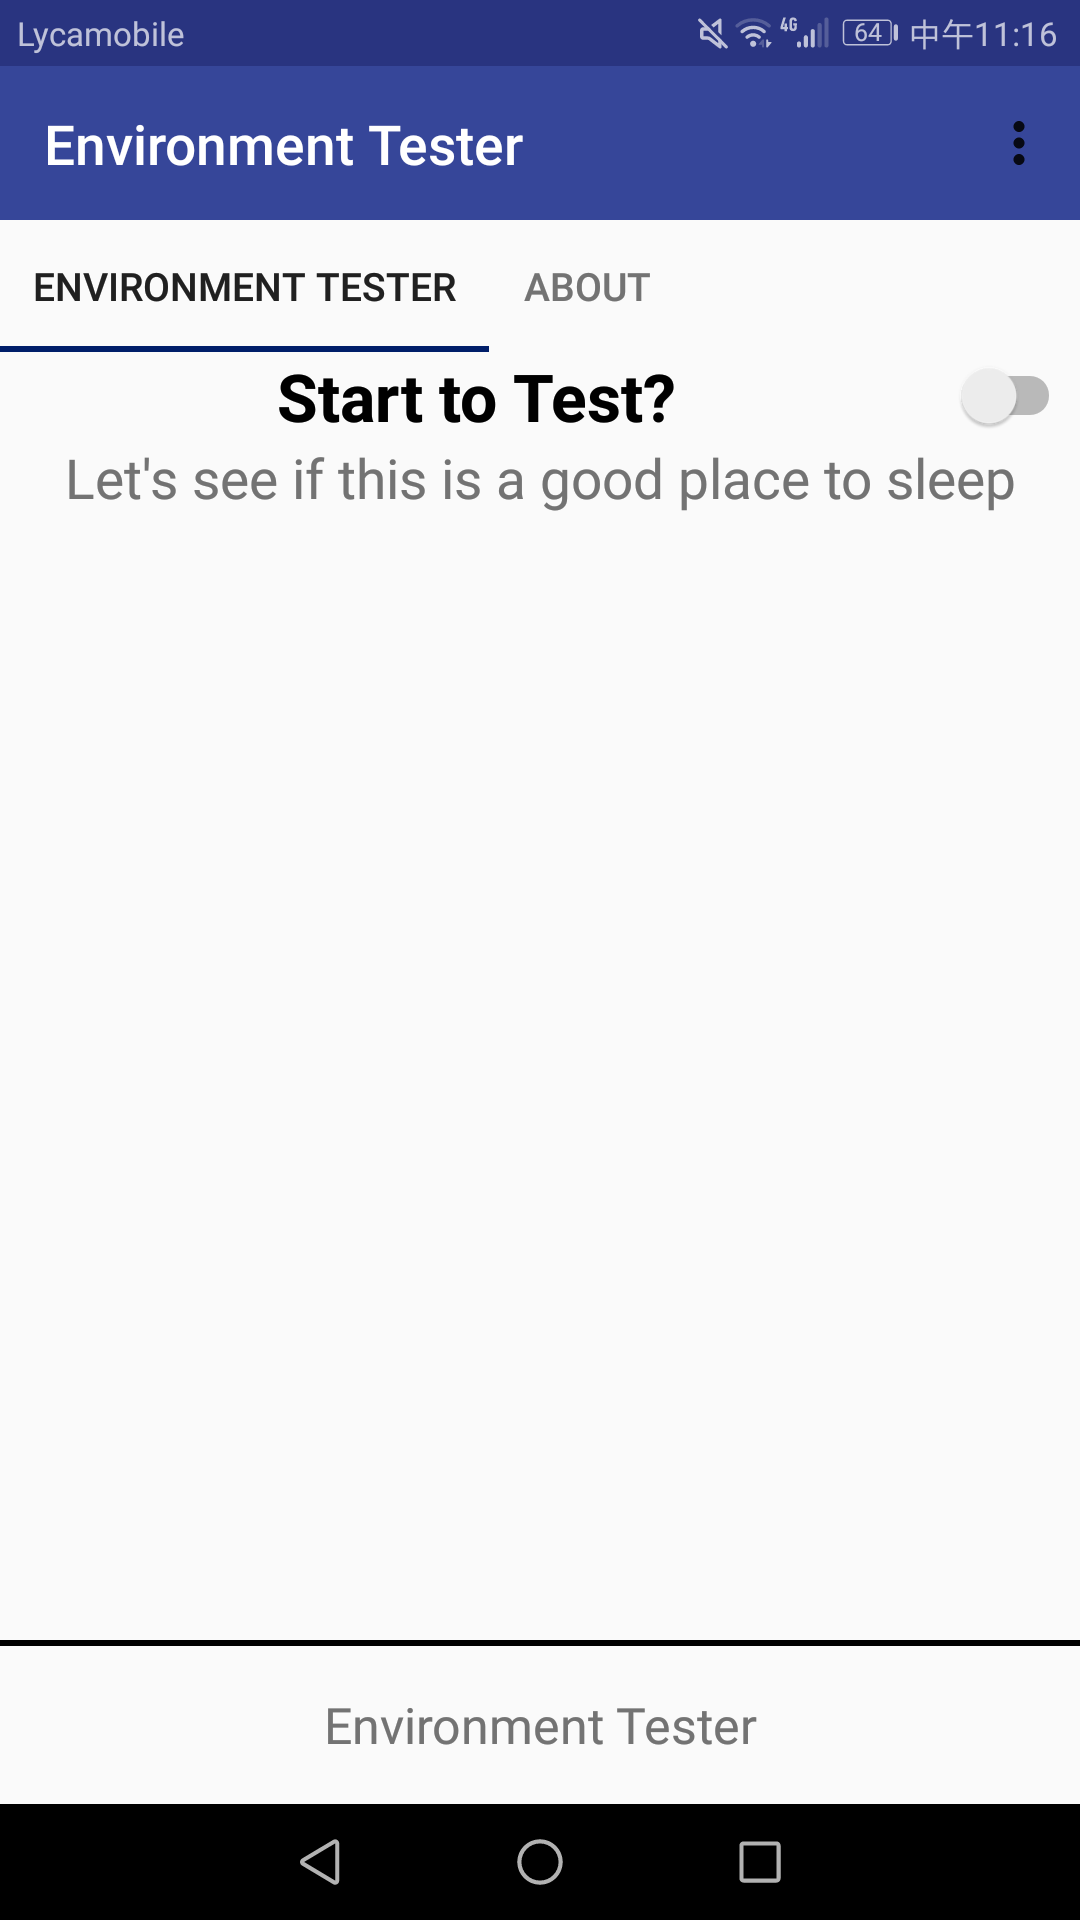 Lycamobile 4G 64 中午11:16
Environment Tester
ENVIRONMENT TESTER ABOUT
Start to Test?
Let's see if this is a good place to sleep
Environment Tester